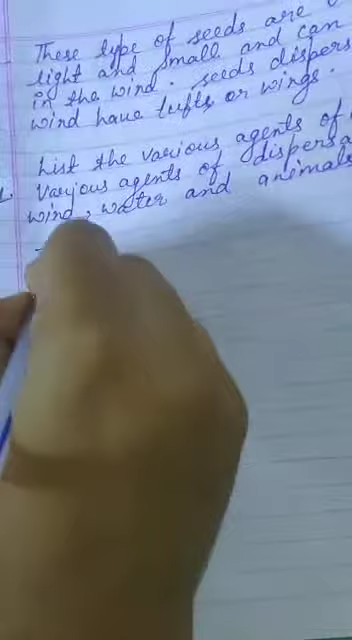 These type of seeds are
light and small and can
in the wind. seeds dispers
wind have tufts or wings.
List the various agents of
Various agents of dispersa
wind, water and animals